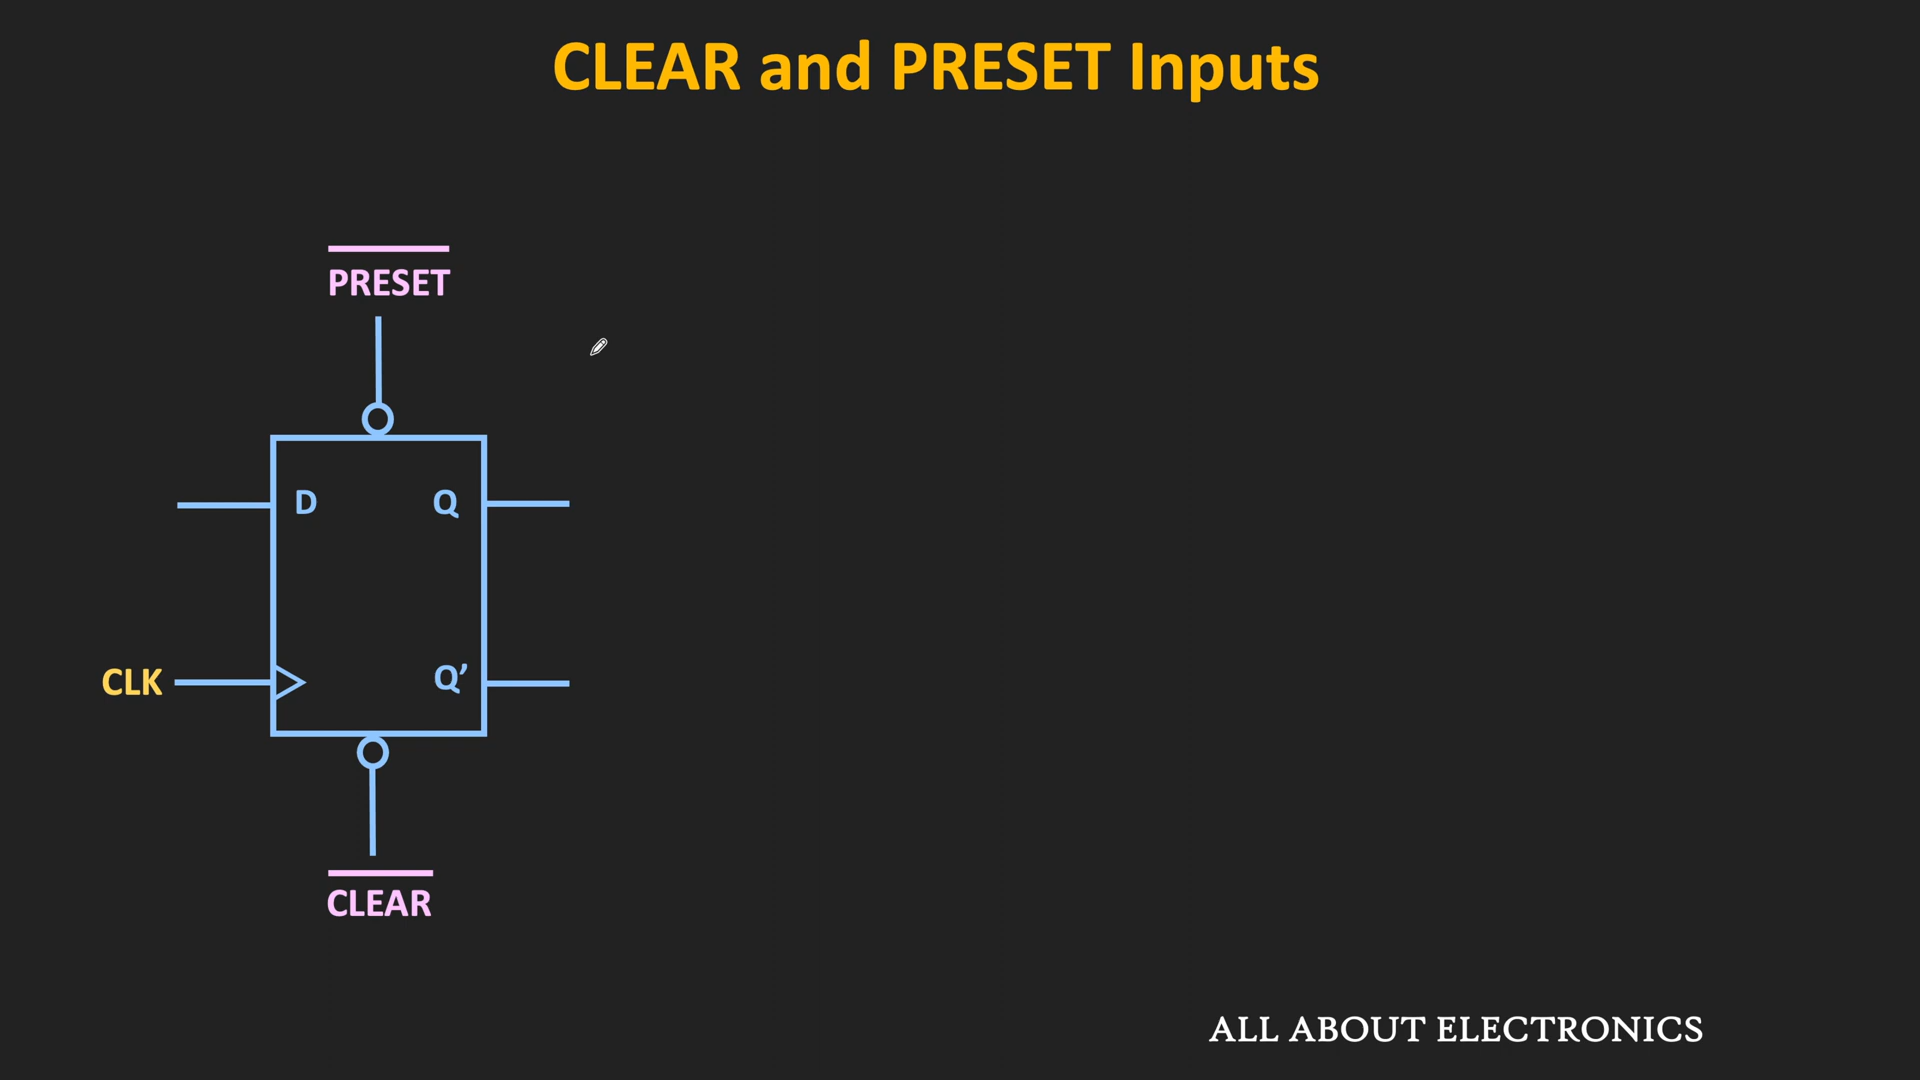 CLEAR and PRESET Inputs
PRESET
D Q
CLK Q’
CLEAR
ALL ABOUT ELECTRONICS